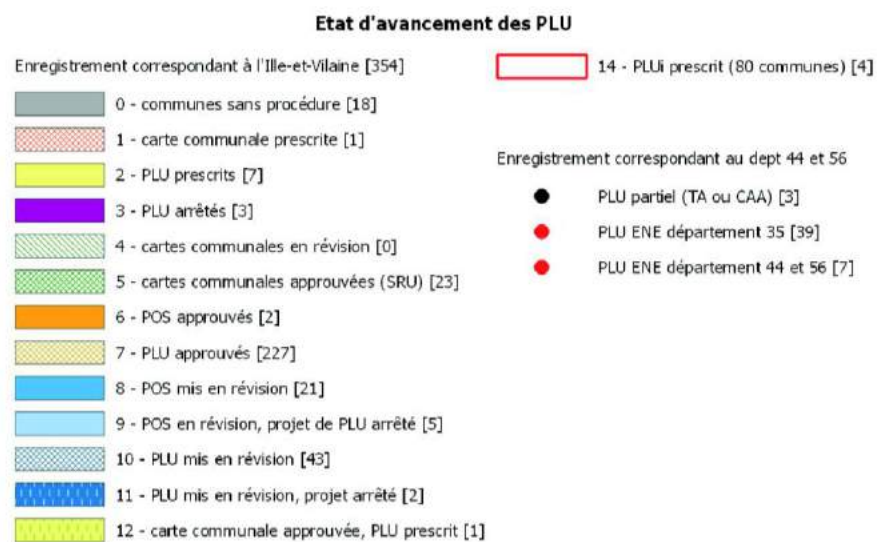 Etat d'avancement des PLU
Enregistrement correspondant à l'Ille-et-Vilaine [354]
0 - communes sans procédure [18]
1 - carte communale prescrite [1]
2 - PLU prescrits [7]
3 - PLU arrêtés [3]
4 - cartes communales en révision [0]
5 - cartes communales approuvées (SRU) [23]
6 - POS approuvés [2]
7 - PLU approuvés [227]
8 - POS mis en révision [21]
9 - POS en révision, projet de PLU arrêté [5]
10 - PLU mis en révision [43]
11 - PLU mis en révision, projet arrêté [2]
12 - carte communale approuvée, PLU prescrit [1]
14 - PLUi prescrit (80 communes) [4]
Enregistrement correspondant au dept 44 et 56
PLU partiel (TA ou CAA) [3]
PLU ENE département 35 [39]
PLU ENE département 44 et 56 [7]